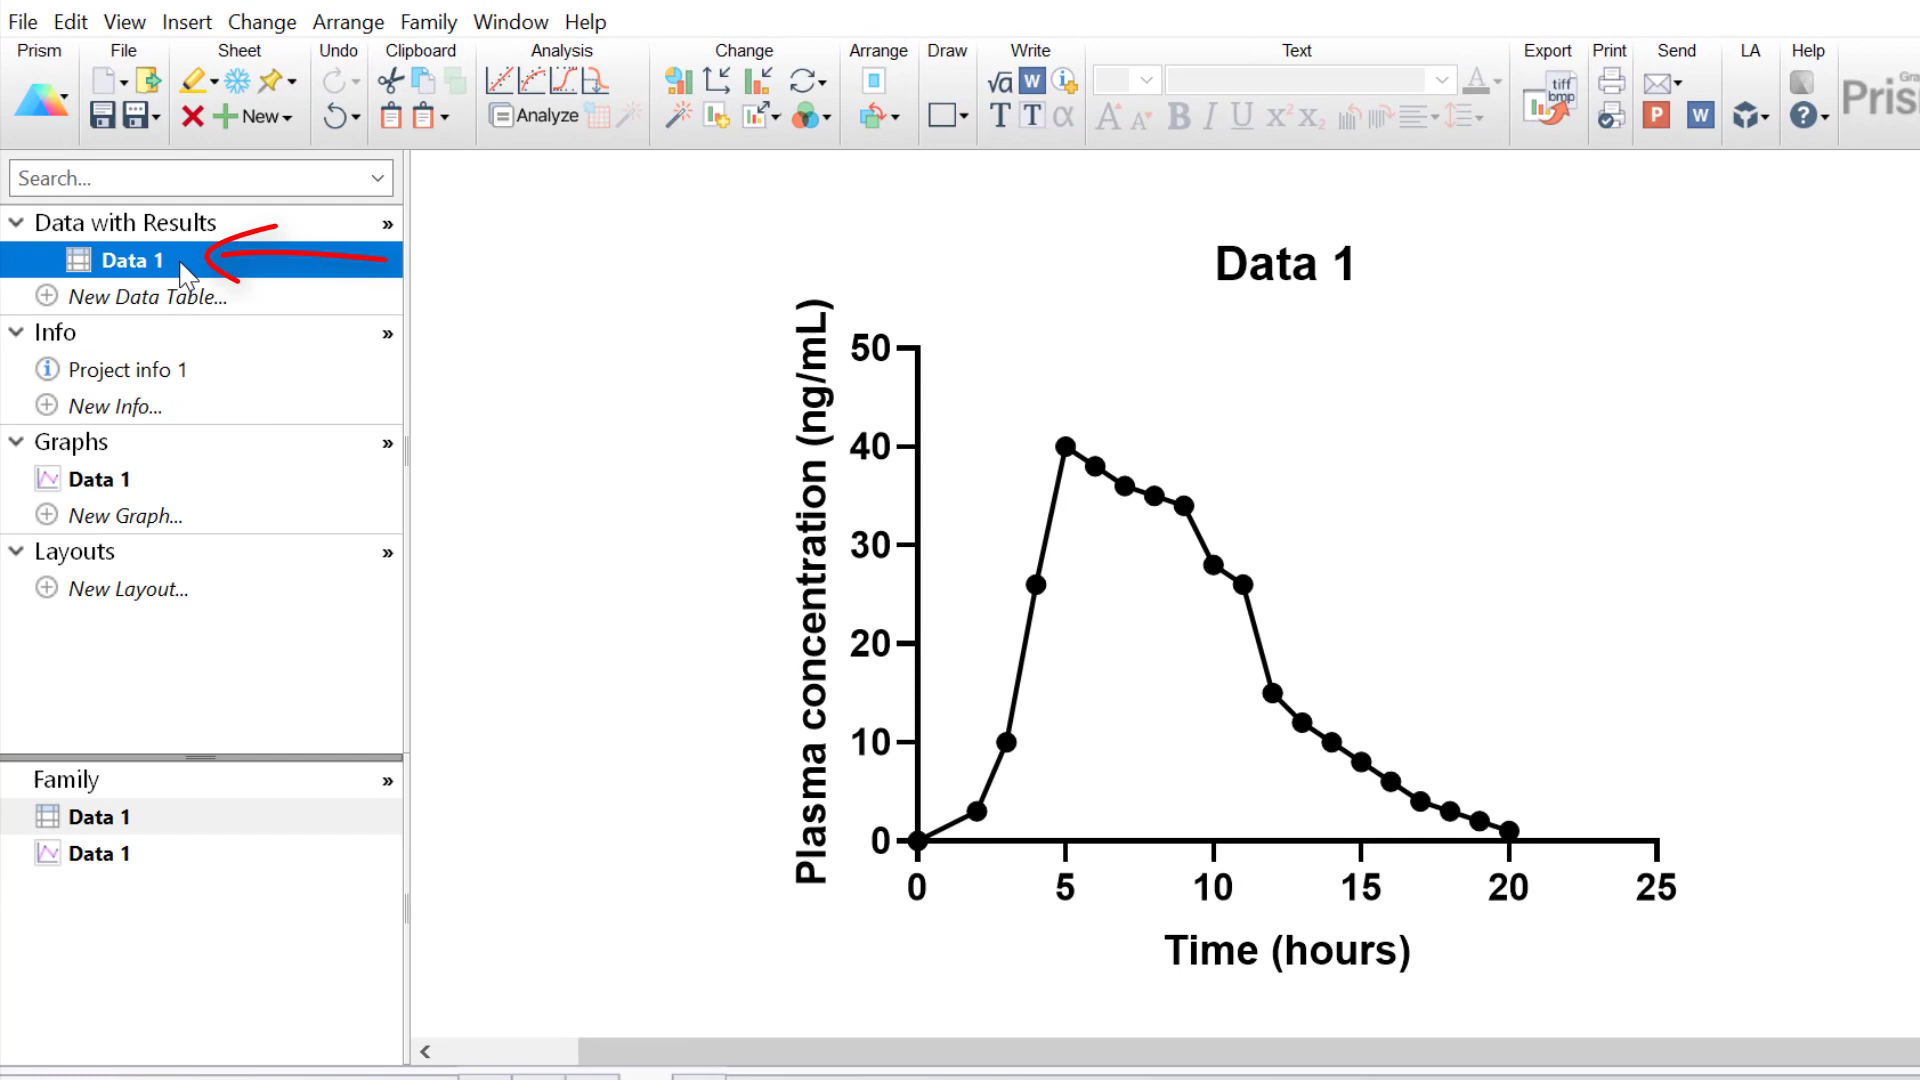 File Edit View Insert Change Arrange Family Window Help
Prism File Sheet Undo Clipboard Analysis Change Arrange Draw Write Text Export Print Send LA Help
New Analyze
Search...
Data with Results
Data 1
New Data Table...
Info
Project info 1
New Info...
Graphs
Data 1
New Graph...
Layouts
New Layout...
Family
Data 1
Data 1
Data 1
Plasma concentration (ng/mL)
50
40
30
20
10
0
0 5 10 15 20 25
Time (hours)